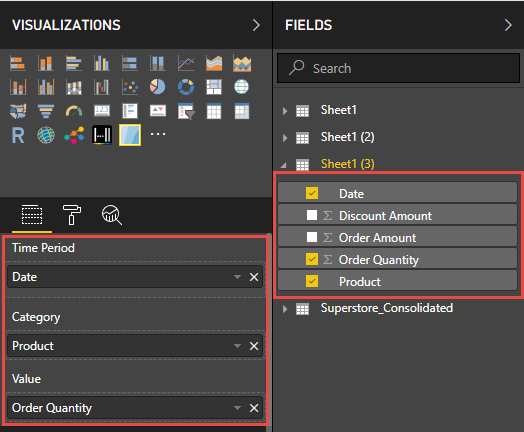 VISUALIZATIONS
Time Period
Date
Category
Product
Value
Order Quantity
FIELDS
Search
Sheet1
Sheet1 (2)
Sheet1 (3)
Date
Σ Discount Amount
Σ Order Amount
Σ Order Quantity
Product
Superstore_Consolidated